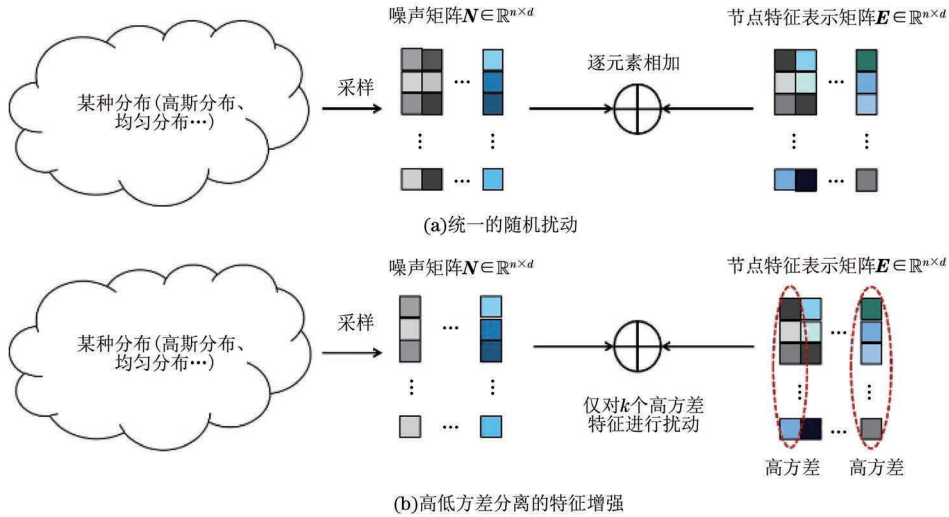 噪声矩阵N∈ℝⁿˣᵈ
节点特征表示矩阵E∈ℝⁿˣᵈ
某种分布(高斯分布、
均匀分布…)
采样
逐元素相加
(a)统一的随机扰动
噪声矩阵N∈ℝⁿˣᵈ
节点特征表示矩阵E∈ℝⁿˣᵈ
某种分布(高斯分布、
均匀分布…)
采样
仅对k个高方差
特征进行扰动
高方差
高方差
(b)高低方差分离的特征增强